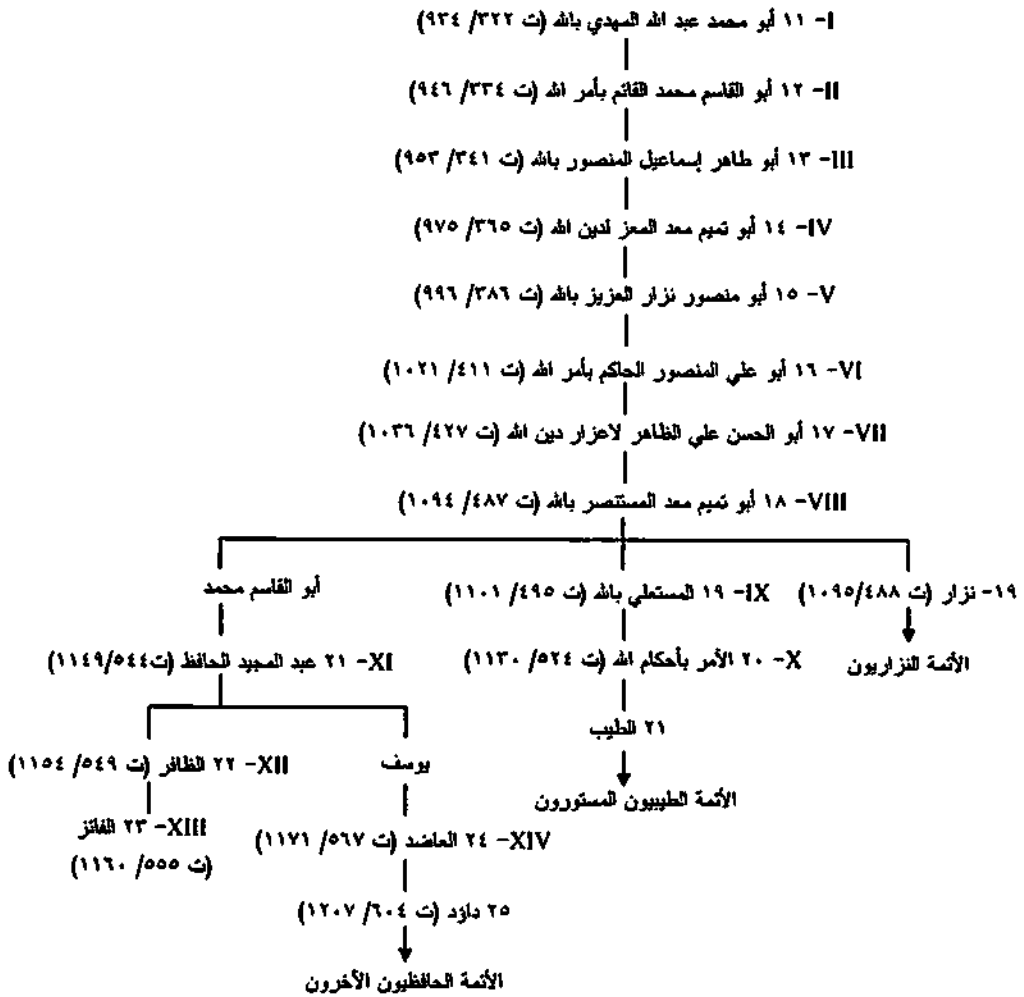 I- ١١ أبو محمد عبد الله المهدي بالله (ت ٣٢٢/ ٩٣٤)
II- ١٢ أبو القاسم محمد القائم بأمر الله (ت ٣٣٤/ ٩٤٦)
III- ١٣ أبو طاهر إسماعيل المنصور بالله (ت ٣٤١/ ٩٥٣)
IV- ١٤ أبو تميم معد المعز لدين الله (ت ٣٦٥/ ٩٧٥)
V- ١٥ أبو منصور نزار العزيز بالله (ت ٣٨٦/ ٩٩٦)
VI- ١٦ أبو علي المنصور الحاكم بأمر الله (ت ٤١١/ ١٠٢١)
VII- ١٧ أبو الحسن علي الظاهر لاعزار دين الله (ت ٤٢٧/ ١٠٣٦)
VIII- ١٨ أبو تميم معد المستنصر بالله (ت ٤٨٧/ ١٠٩٤)
١٩- نزار (ت ١٠٩٥/٤٨٨)
IX- ١٩ المستعلي بالله (ت ٤٩٥/ ١١٠١)
أبو القاسم محمد
الأئمة النزاريون
X- ٢٠ الأمر بأحكام الله (ت ٥٢٤/ ١١٣٠)
XI- ٢١ عبد المجيد الحافظ (ت٥٤٤/١١٤٩)
٢١ الطيب
الأئمة الطيبيون المستورون
يوسف
XII- ٢٢ الظافر (ت ٥٤٩/ ١١٥٤)
XIV- ٢٤ العاضد (ت ٥٦٧/ ١١٧١)
XIII- ٢٣ الفائز
(ت ٥٥٥/ ١١٦٠)
٢٥ داؤد (ت ٦٠٤/ ١٢٠٧)
الأئمة الحافظيون الأخرون